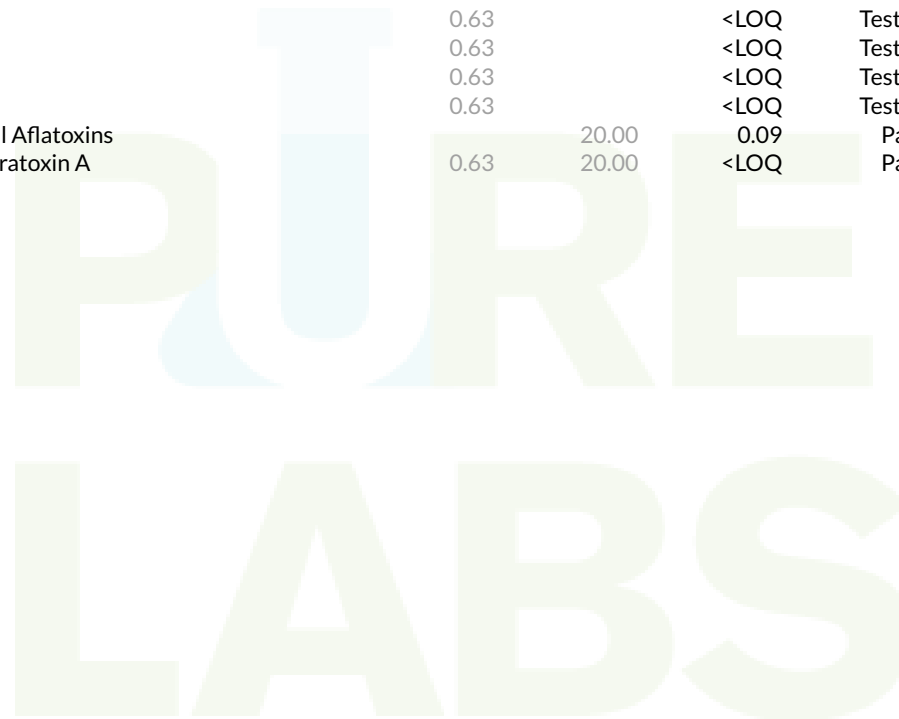 0.63 <LOQ Test
0.63 <LOQ Test
0.63 <LOQ Test
0.63 <LOQ Test
l Aflatoxins 20.00 0.09 Pa
ratoxin A 0.63 20.00 <LOQ Pa
PURE
LABS